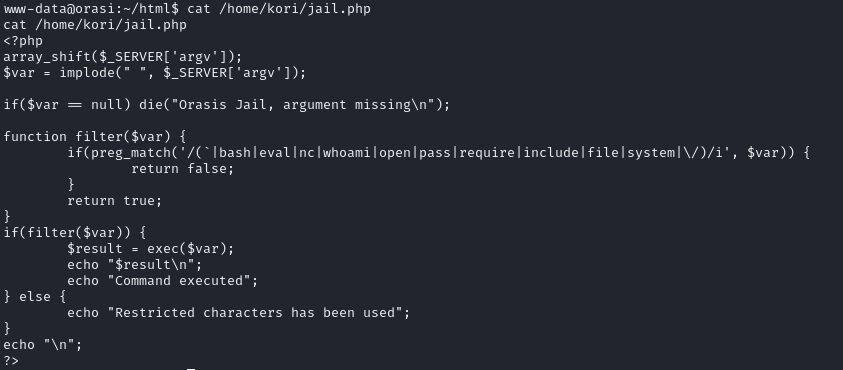 www-data@orasi:~/html$ cat /home/kori/jail.php
cat /home/kori/jail.php
<?php
array_shift($_SERVER['argv']);
$var = implode(" ", $_SERVER['argv']);

if($var == null) die("Orasis Jail, argument missing\n");

function filter($var) {
        if(preg_match('/(`|bash|eval|nc|whoami|open|pass|require|include|file|system|\/)/i', $var)) {
                return false;
        }
        return true;
}
if(filter($var)) {
        $result = exec($var);
        echo "$result\n";
        echo "Command executed";
} else {
        echo "Restricted characters has been used";
}
echo "\n";
?>